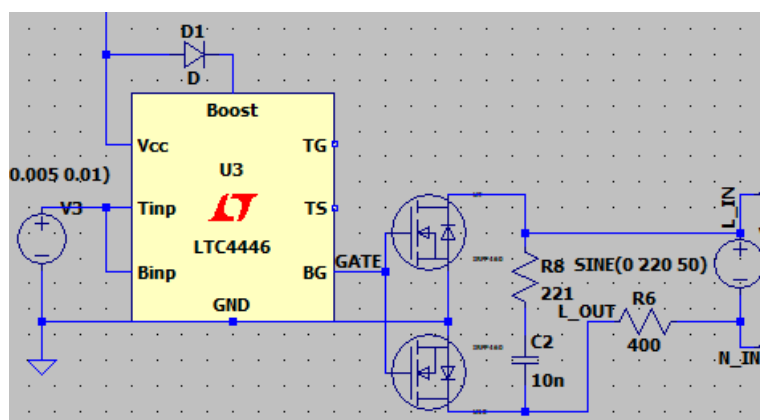 D1
D
Boost
Vcc
TG
U3
0.005 0.01)
V3
Tinp
TS
LTC4446
Binp
BG
GATE
GND
L_IN
R8
SINE(0 220 50)
221
L_OUT
R6
400
C2
10n
N_IN